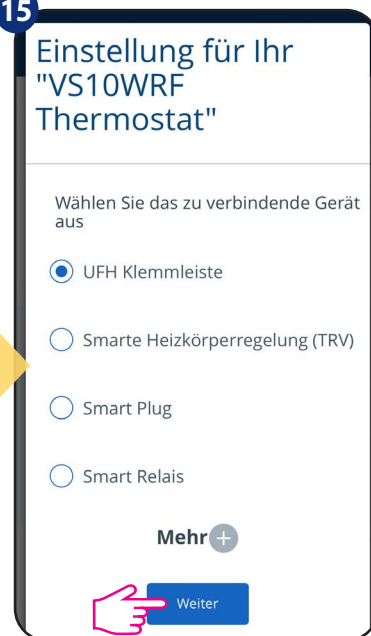 15
Einstellung für Ihr
"VS10WRF
Thermostat"
Wählen Sie das zu verbindende Gerät
aus
UFH Klemmleiste
Smarte Heizkörperregelung (TRV)
Smart Plug
Smart Relais
Mehr
Weiter